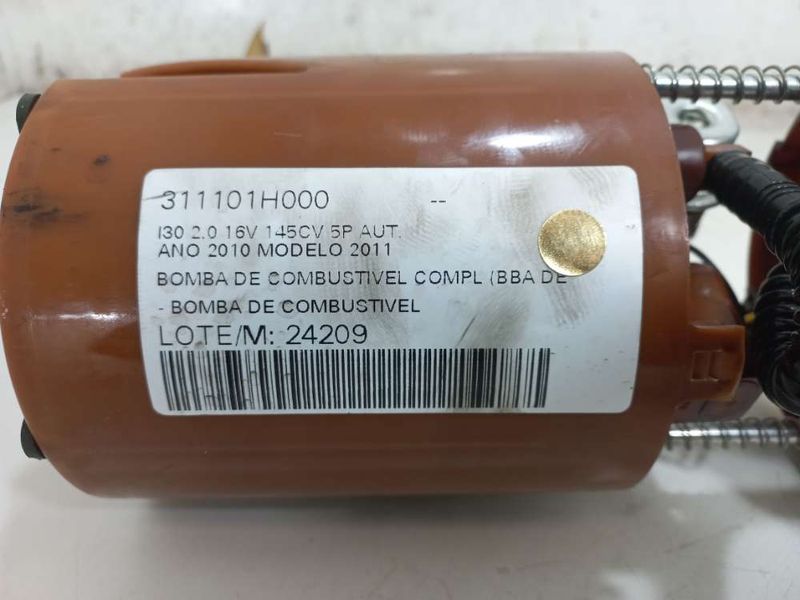 311101H000 --
I30 2.0 16V 145CV 5P AUT.
ANO 2010 MODELO 2011
BOMBA DE COMBUSTIVEL COMPL (BBA DE
- BOMBA DE COMBUSTIVEL
LOTE/M: 24209